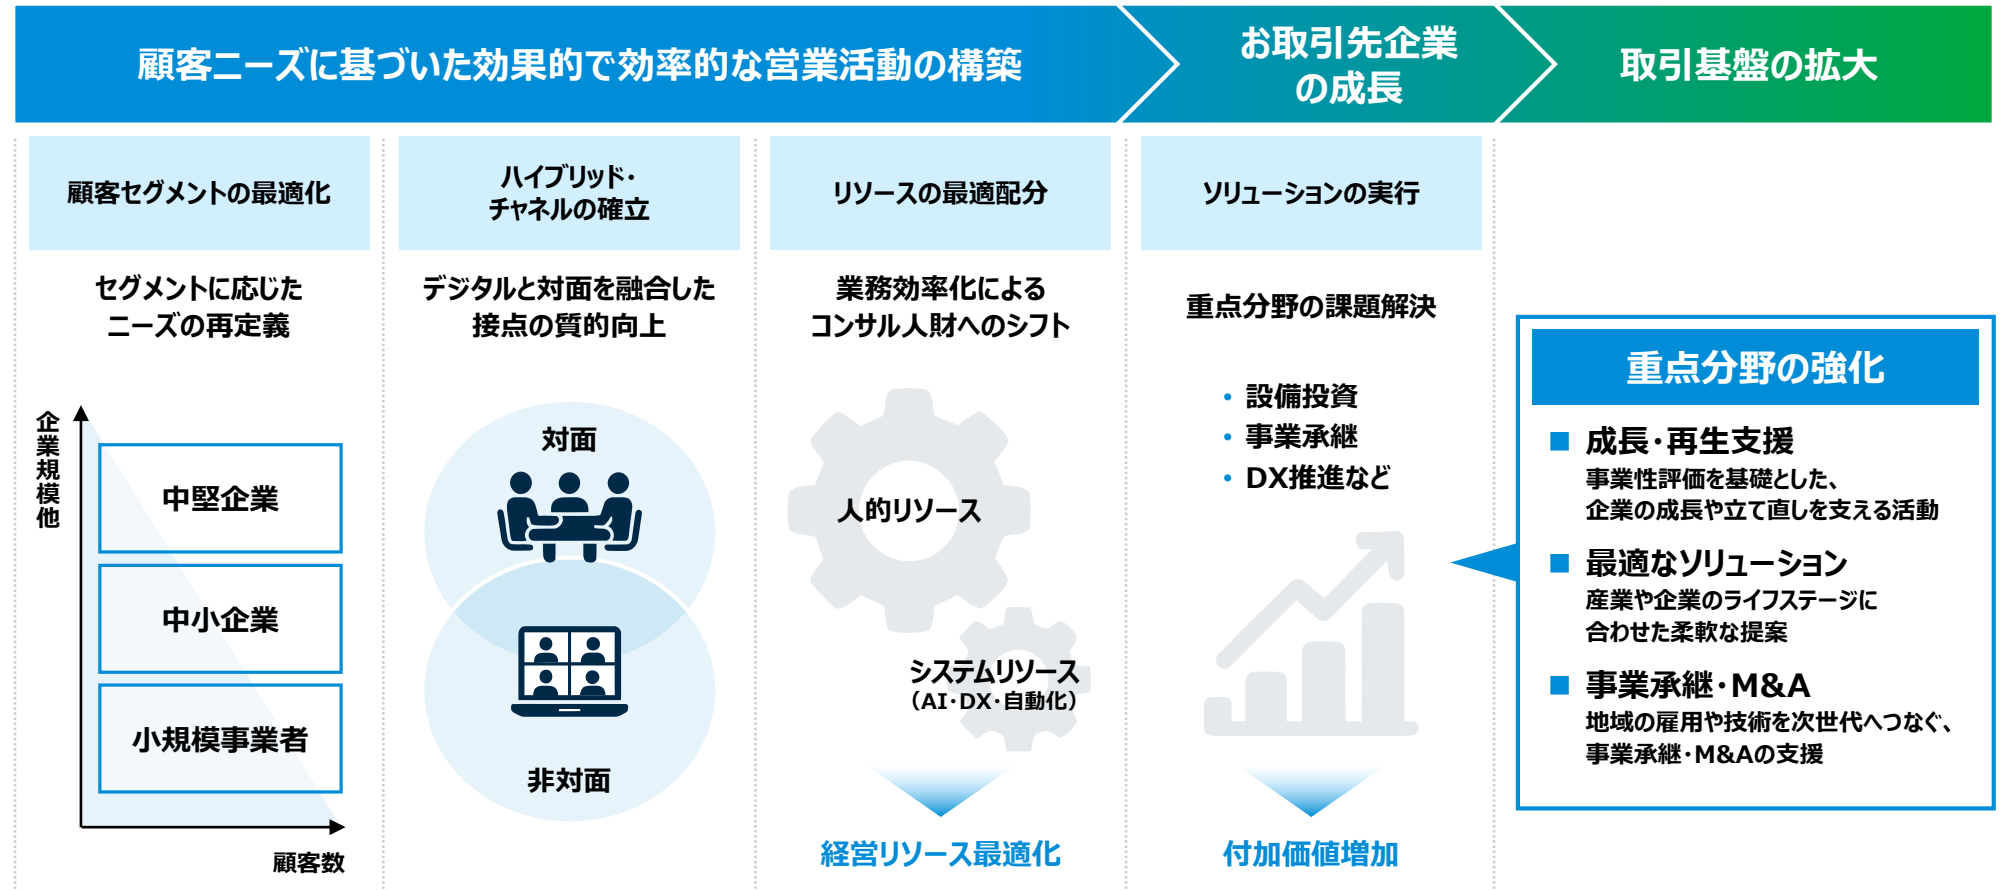 顧客ニーズに基づいた効果的で効率的な営業活動の構築
お取引先企業
の成長
取引基盤の拡大
顧客セグメントの最適化
セグメントに応じた
ニーズの再定義
企業規模他
中堅企業
中小企業
小規模事業者
顧客数
ハイブリッド・
チャネルの確立
デジタルと対面を融合した
接点の質的向上
対面
非対面
リソースの最適配分
業務効率化による
コンサル人財へのシフト
人的リソース
システムリソース
（AI・DX・自動化）
経営リソース最適化
ソリューションの実行
重点分野の課題解決
• 設備投資
• 事業承継
• DX推進など
付加価値増加
重点分野の強化
■ 成長・再生支援
事業性評価を基礎とした、
企業の成長や立て直しを支える活動
■ 最適なソリューション
産業や企業のライフステージに
合わせた柔軟な提案
■ 事業承継・M&A
地域の雇用や技術を次世代へつなぐ、
事業承継・M&Aの支援